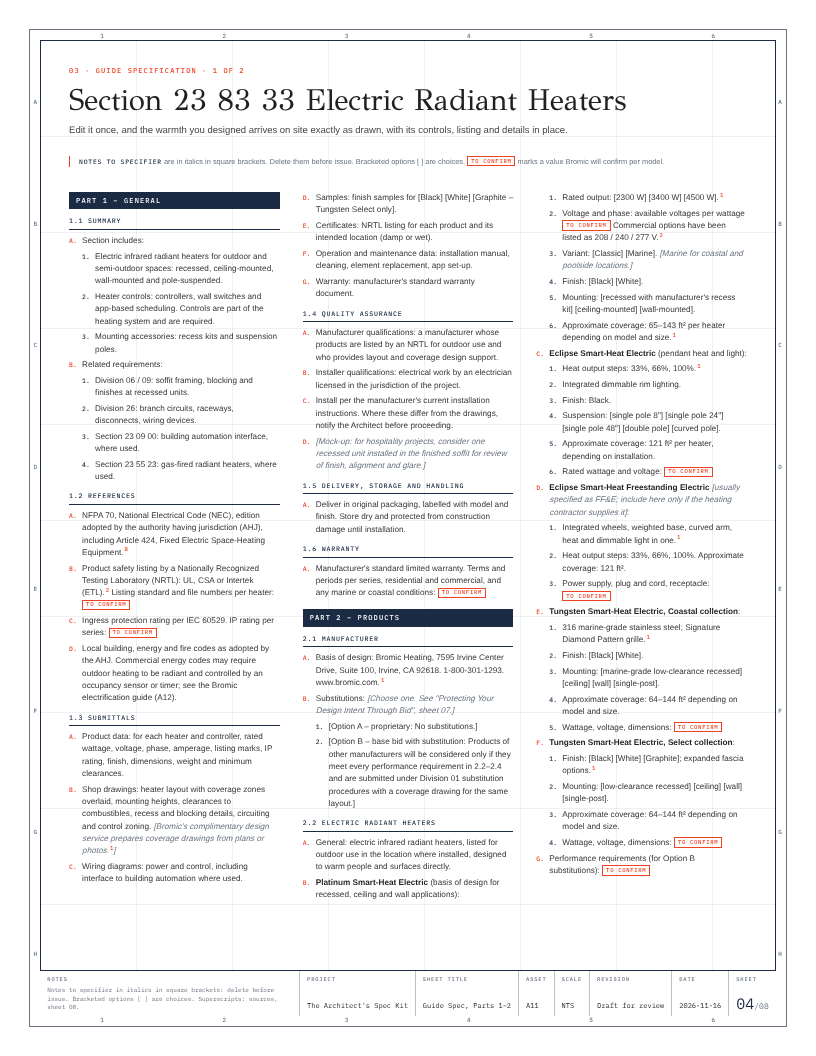 1 2 3 4 5 6
03 - GUIDE SPECIFICATION - 1 OF 2
Section 23 83 33 Electric Radiant Heaters
Edit it once, and the warmth you designed arrives on site exactly as drawn, with its controls, listing and details in place.
NOTES TO SPECIFIER are in italics in square brackets. Delete them before issue. Bracketed options [ ] are choices. TO CONFIRM marks a value Bromic will confirm per model.
PART 1 – GENERAL
1.1 SUMMARY
A. Section includes:
1. Electric infrared radiant heaters for outdoor and
semi-outdoor spaces: recessed, ceiling-mounted,
wall-mounted and pole-suspended.
2. Heater controls: controllers, wall switches and
app-based scheduling. Controls are part of the
heating system and are required.
3. Mounting accessories: recess kits and suspension
poles.
B. Related requirements:
1. Division 06 / 09: soffit framing, blocking and
finishes at recessed units.
2. Division 26: branch circuits, raceways,
disconnects, wiring devices.
3. Section 23 09 00: building automation interface,
where used.
4. Section 23 55 23: gas-fired radiant heaters, where
used.
1.2 REFERENCES
A. NFPA 70, National Electrical Code (NEC), edition
adopted by the authority having jurisdiction (AHJ),
including Article 424, Fixed Electric Space-Heating
Equipment.8
B. Product safety listing by a Nationally Recognized
Testing Laboratory (NRTL): UL, CSA or Intertek
(ETL).2 Listing standard and file numbers per heater:
TO CONFIRM
C. Ingress protection rating per IEC 60529. IP rating per
series: TO CONFIRM
D. Local building, energy and fire codes as adopted by
the AHJ. Commercial energy codes may require
outdoor heating to be radiant and controlled by an
occupancy sensor or timer; see the Bromic
electrification guide (A12).
1.3 SUBMITTALS
A. Product data: for each heater and controller, rated
wattage, voltage, phase, amperage, listing marks, IP
rating, finish, dimensions, weight and minimum
clearances.
B. Shop drawings: heater layout with coverage zones
overlaid, mounting heights, clearances to
combustibles, recess and blocking details, circuiting
and control zoning. [Bromic's complimentary design
service prepares coverage drawings from plans or
photos.1]
C. Wiring diagrams: power and control, including
interface to building automation where used.
D. Samples: finish samples for [Black] [White] [Graphite –
Tungsten Select only].
E. Certificates: NRTL listing for each product and its
intended location (damp or wet).
F. Operation and maintenance data: installation manual,
cleaning, element replacement, app set-up.
G. Warranty: manufacturer's standard warranty
document.
1.4 QUALITY ASSURANCE
A. Manufacturer qualifications: a manufacturer whose
products are listed by an NRTL for outdoor use and
who provides layout and coverage design support.
B. Installer qualifications: electrical work by an electrician
licensed in the jurisdiction of the project.
C. Install per the manufacturer's current installation
instructions. Where these differ from the drawings,
notify the Architect before proceeding.
D. [Mock-up: for hospitality projects, consider one
recessed unit installed in the finished soffit for review
of finish, alignment and glare.]
1.5 DELIVERY, STORAGE AND HANDLING
A. Deliver in original packaging, labelled with model and
finish. Store dry and protected from construction
damage until installation.
1.6 WARRANTY
A. Manufacturer's standard limited warranty. Terms and
periods per series, residential and commercial, and
any marine or coastal conditions: TO CONFIRM
PART 2 – PRODUCTS
2.1 MANUFACTURER
A. Basis of design: Bromic Heating, 7595 Irvine Center
Drive, Suite 100, Irvine, CA 92618. 1-800-301-1293.
www.bromic.com.1
B. Substitutions: [Choose one. See "Protecting Your
Design Intent Through Bid", sheet 07.]
1. [Option A – proprietary: No substitutions.]
2. [Option B – base bid with substitution: Products of
other manufacturers will be considered only if they
meet every performance requirement in 2.2–2.4
and are submitted under Division 01 substitution
procedures with a coverage drawing for the same
layout.]
2.2 ELECTRIC RADIANT HEATERS
A. General: electric infrared radiant heaters, listed for
outdoor use in the location where installed, designed
to warm people and surfaces directly.
B. Platinum Smart-Heat Electric (basis of design for
recessed, ceiling and wall applications):
1. Rated output: [2300 W] [3400 W] [4500 W].1
2. Voltage and phase: available voltages per wattage
TO CONFIRM Commercial options have been
listed as 208 / 240 / 277 V.2
3. Variant: [Classic] [Marine]. [Marine for coastal and
poolside locations.]
4. Finish: [Black] [White].
5. Mounting: [recessed with manufacturer's recess
kit] [ceiling-mounted] [wall-mounted].
6. Approximate coverage: 65–143 ft² per heater
depending on model and size.1
C. Eclipse Smart-Heat Electric (pendant heat and light):
1. Heat output steps: 33%, 66%, 100%.1
2. Integrated dimmable rim lighting.
3. Finish: Black.
4. Suspension: [single pole 8"] [single pole 24"]
[single pole 48"] [double pole] [curved pole].
5. Approximate coverage: 121 ft² per heater,
depending on installation.
6. Rated wattage and voltage: TO CONFIRM
D. Eclipse Smart-Heat Freestanding Electric [usually
specified as FF&E; include here only if the heating
contractor supplies it]:
1. Integrated wheels, weighted base, curved arm,
heat and dimmable light in one.1
2. Heat output steps: 33%, 66%, 100%. Approximate
coverage: 121 ft².
3. Power supply, plug and cord, receptacle:
TO CONFIRM
E. Tungsten Smart-Heat Electric, Coastal collection:
1. 316 marine-grade stainless steel; Signature
Diamond Pattern grille.1
2. Finish: [Black] [White].
3. Mounting: [marine-grade low-clearance recessed]
[ceiling] [wall] [single-post].
4. Approximate coverage: 64–144 ft² depending on
model and size.
5. Wattage, voltage, dimensions: TO CONFIRM
F. Tungsten Smart-Heat Electric, Select collection:
1. Finish: [Black] [White] [Graphite]; expanded fascia
options.1
2. Mounting: [low-clearance recessed] [ceiling] [wall]
[single-post].
3. Approximate coverage: 64–144 ft² depending on
model and size.
4. Wattage, voltage, dimensions: TO CONFIRM
G. Performance requirements (for Option B
substitutions): TO CONFIRM
A A
B B
C C
D D
E E
F F
G G
H H
NOTES
Notes to specifier in italics in square brackets: delete before
issue. Bracketed options [ ] are choices. Superscripts: sources,
sheet 08.
PROJECT
The Architect's Spec Kit
SHEET TITLE
Guide Spec, Parts 1–2
ASSET
A11
SCALE
NTS
REVISION
Draft for review
DATE
2026-11-16
SHEET
04/08
1 2 3 4 5 6